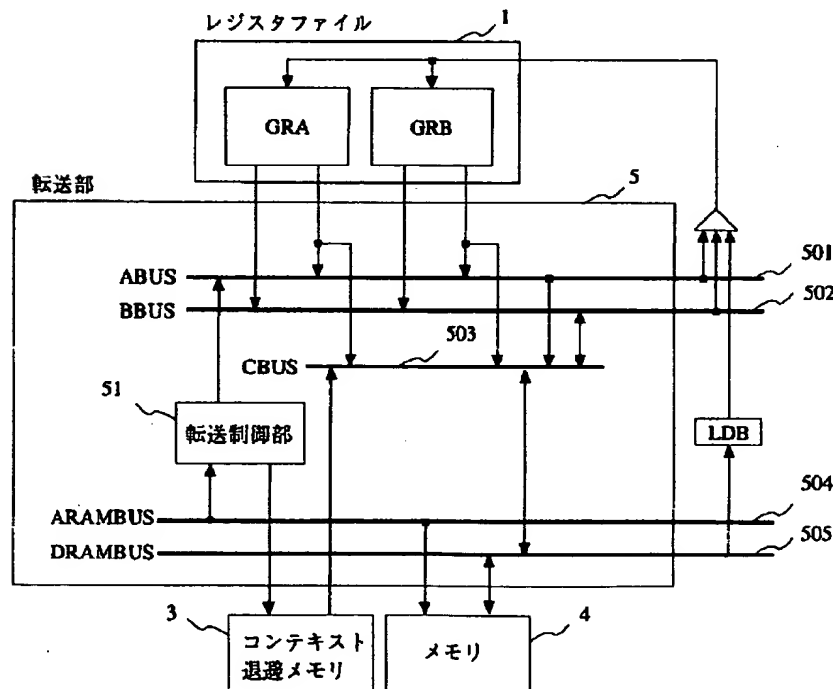 レジスタファイル
1
GRA
GRB
転送部
5
ABUS
501
BBUS
502
503
CBUS
51
転送制御部
LDB
ARAMBUS
504
DRAMBUS
505
3
コンテキスト
退避メモリ
メモリ
4